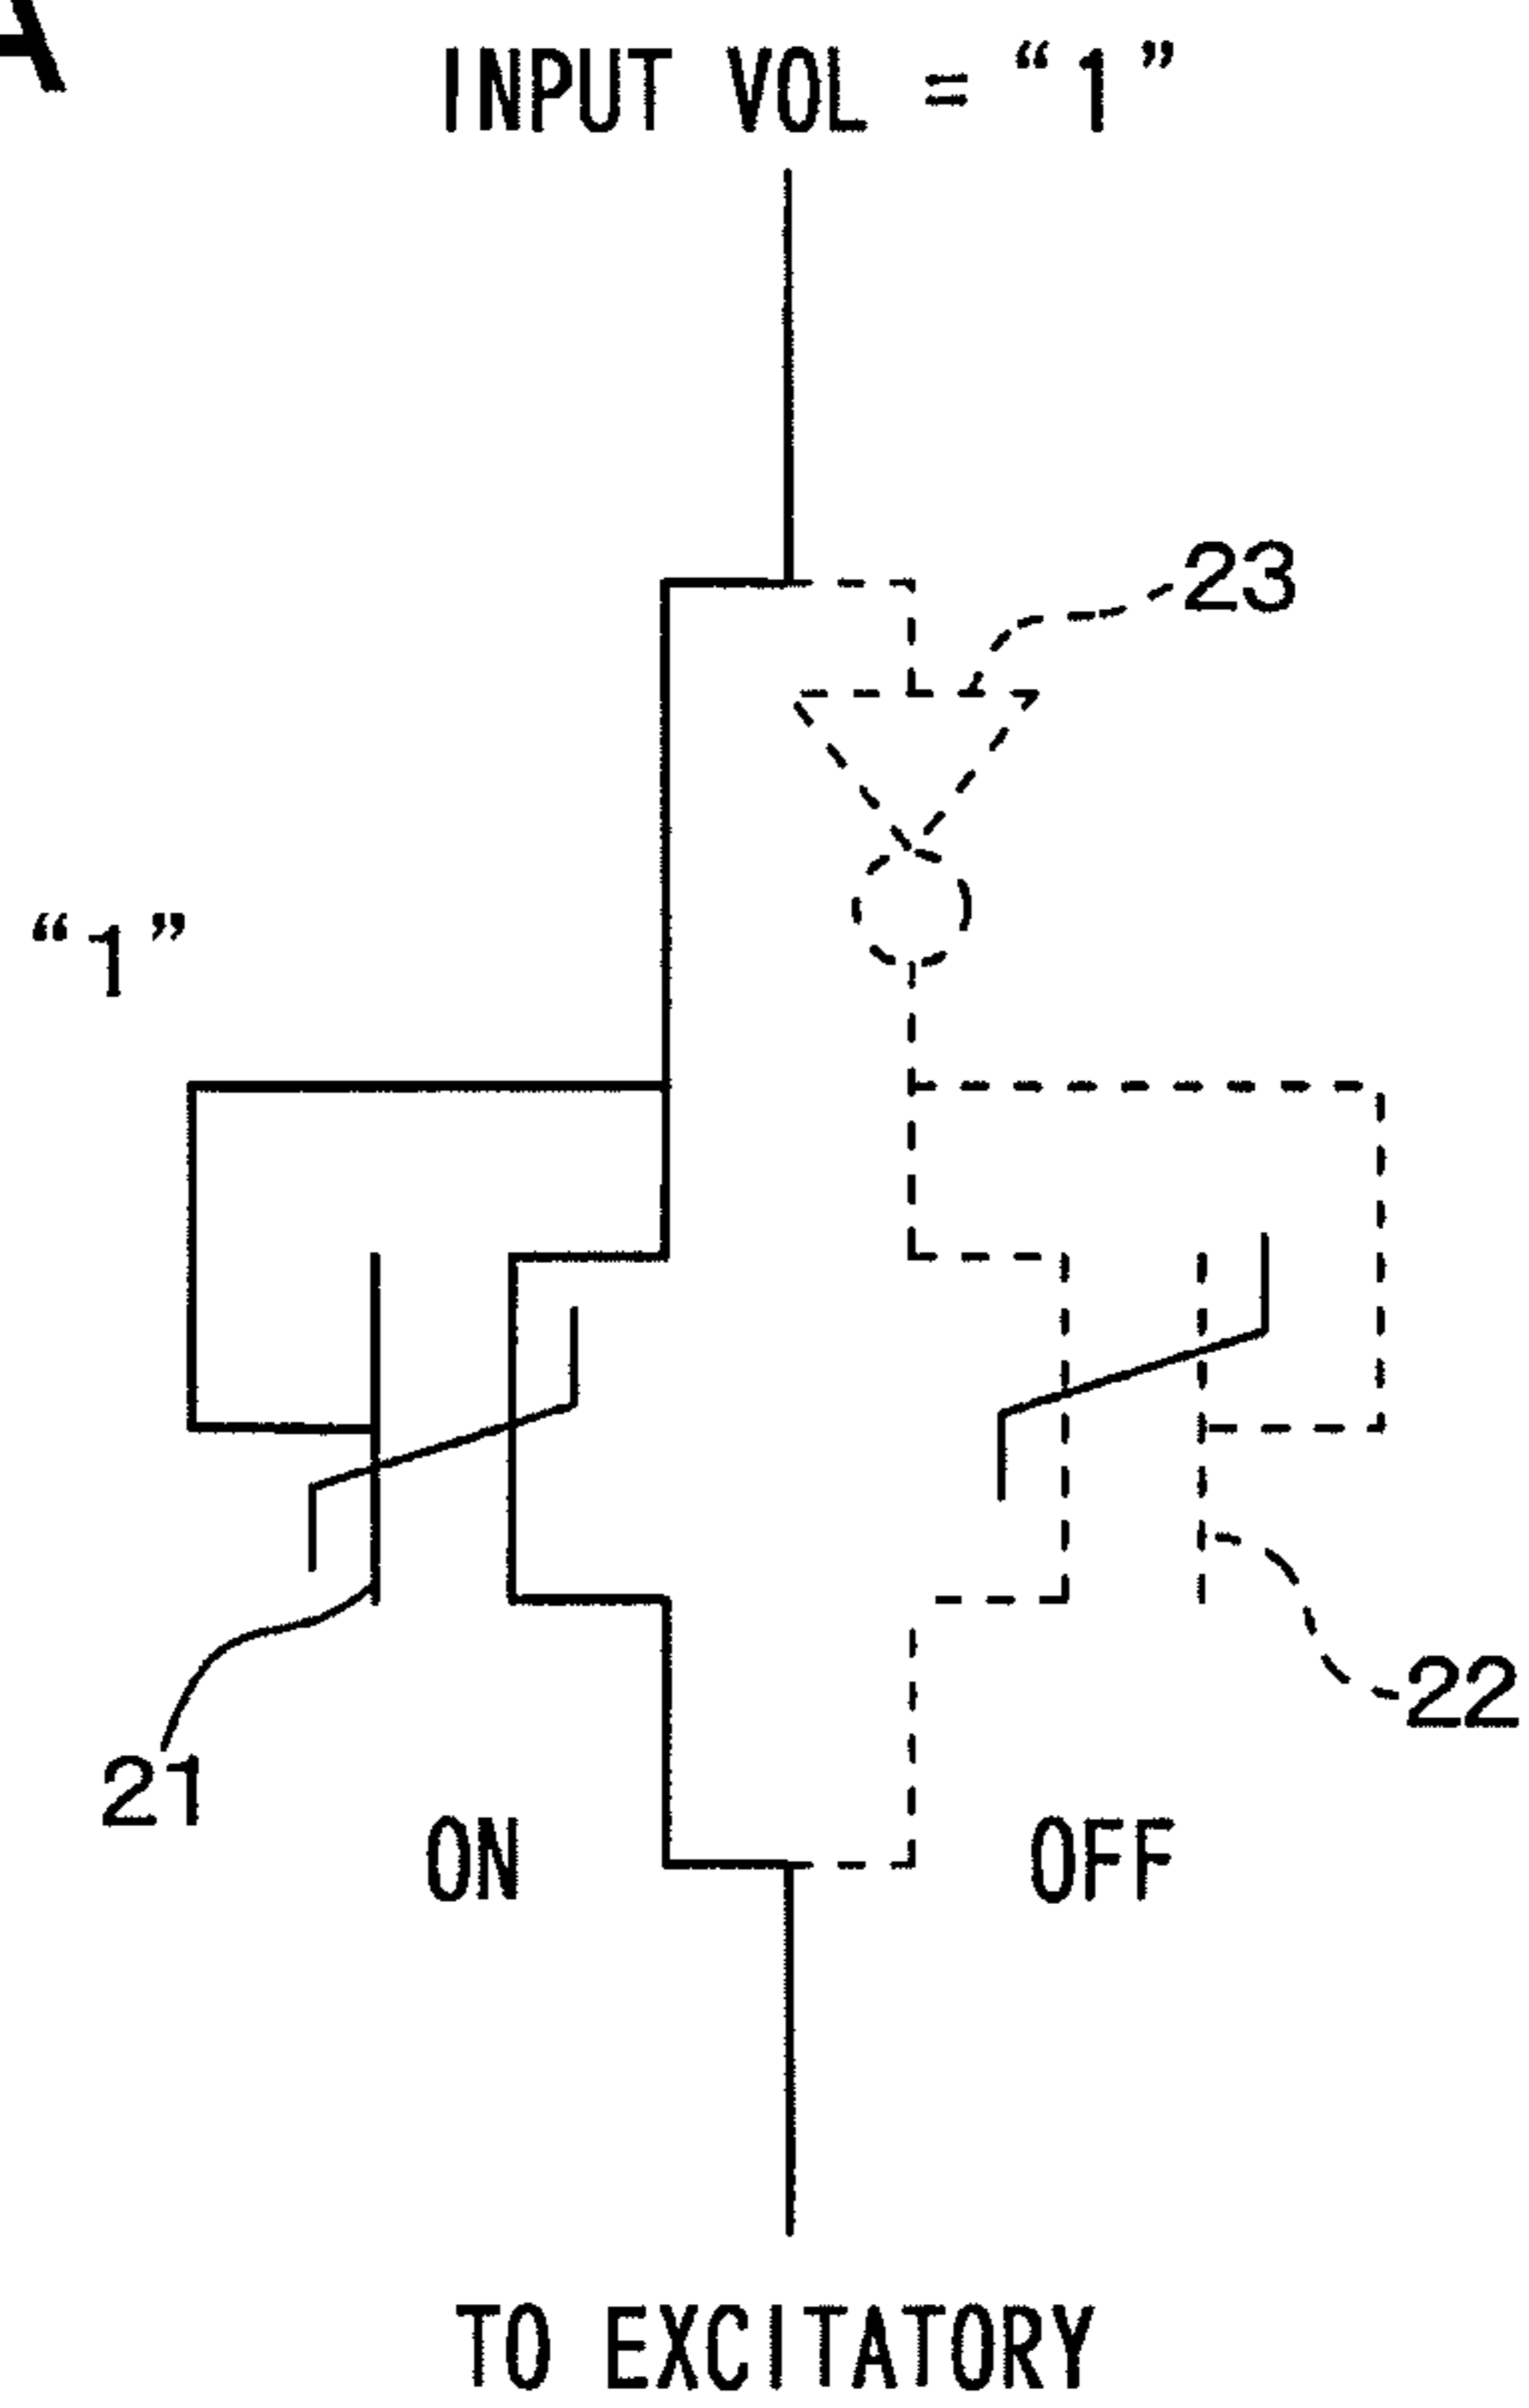 A
INPUT VOL = “1”
23
“1”
22
21
ON
OFF
TO EXCITATORY